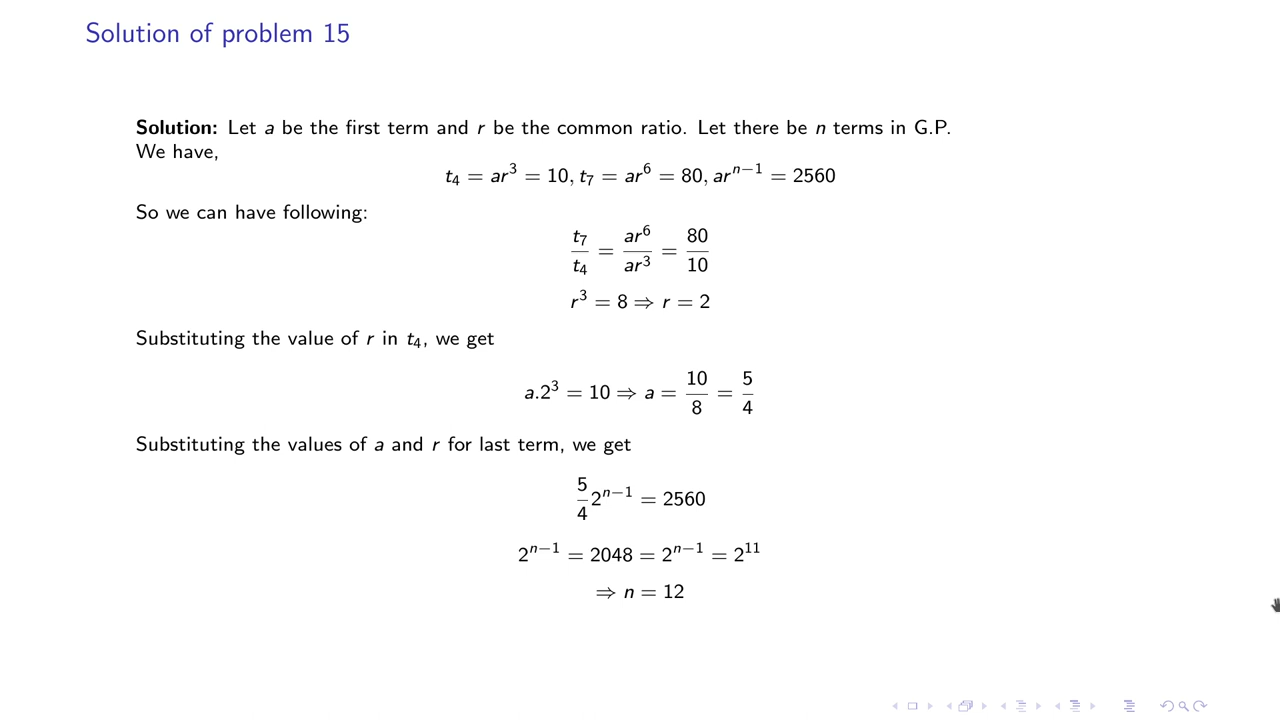 Solution of problem 15
Solution: Let a be the first term and r be the common ratio. Let there be n terms in G.P.
We have,
t₄ = ar³ = 10, t₇ = ar⁶ = 80, arⁿ⁻¹ = 2560
So we can have following:
t₇/t₄ = ar⁶/ar³ = 80/10
r³ = 8 ⇒ r = 2
Substituting the value of r in t₄, we get
a.2³ = 10 ⇒ a = 10/8 = 5/4
Substituting the values of a and r for last term, we get
5/4 2ⁿ⁻¹ = 2560
2ⁿ⁻¹ = 2048 = 2ⁿ⁻¹ = 2¹¹
⇒ n = 12